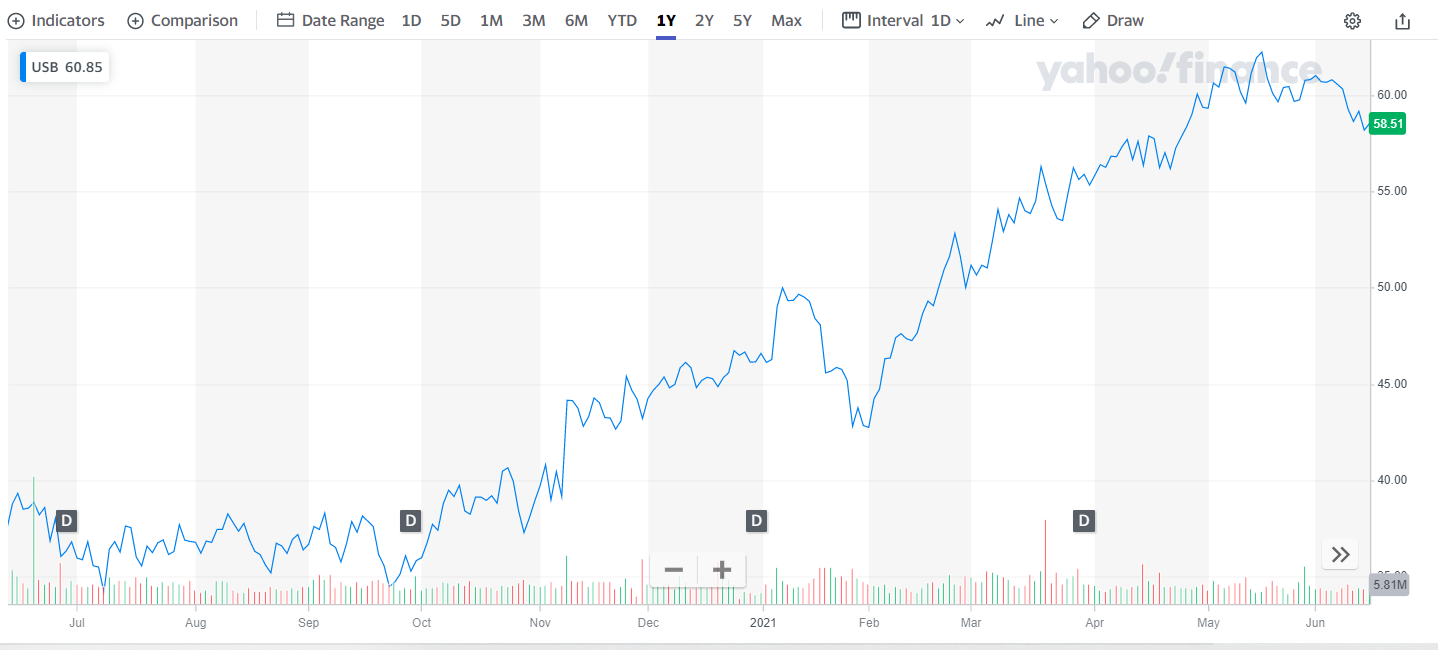 Indicators Comparison Date Range 1D 5D 1M 3M 6M YTD 1Y 2Y 5Y Max Interval 1D Line Draw
USB 60.85
yahoo!finance
60.00
58.51
55.00
50.00
45.00
40.00
D D D D
35.00
5.81M
Jul Aug Sep Oct Nov Dec 2021 Feb Mar Apr May Jun